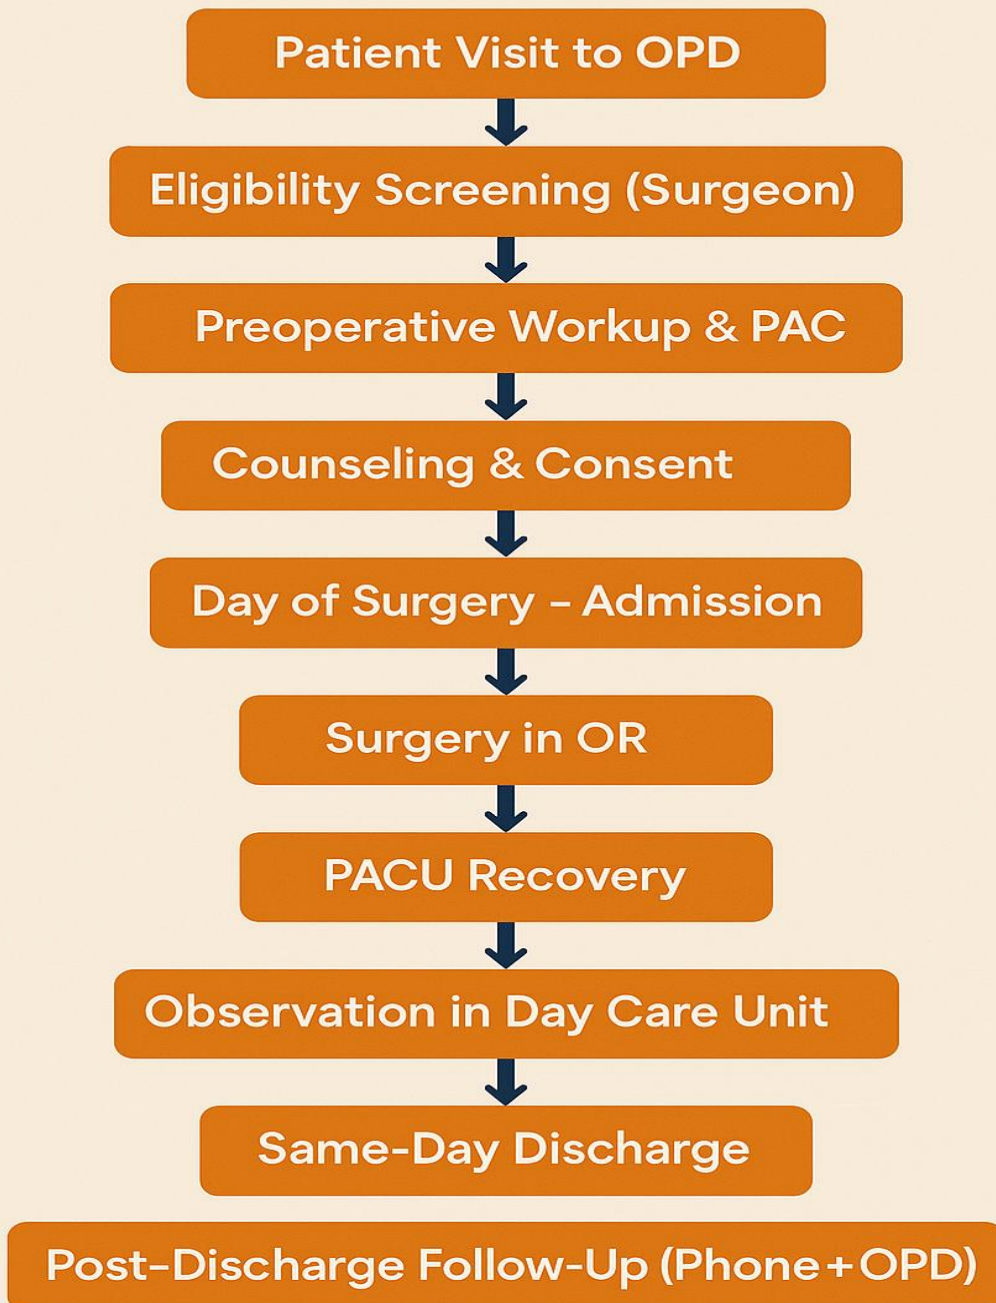 Patient Visit to OPD
Eligibility Screening (Surgeon)
Preoperative Workup & PAC
Counseling & Consent
Day of Surgery – Admission
Surgery in OR
PACU Recovery
Observation in Day Care Unit
Same-Day Discharge
Post-Discharge Follow-Up (Phone+OPD)